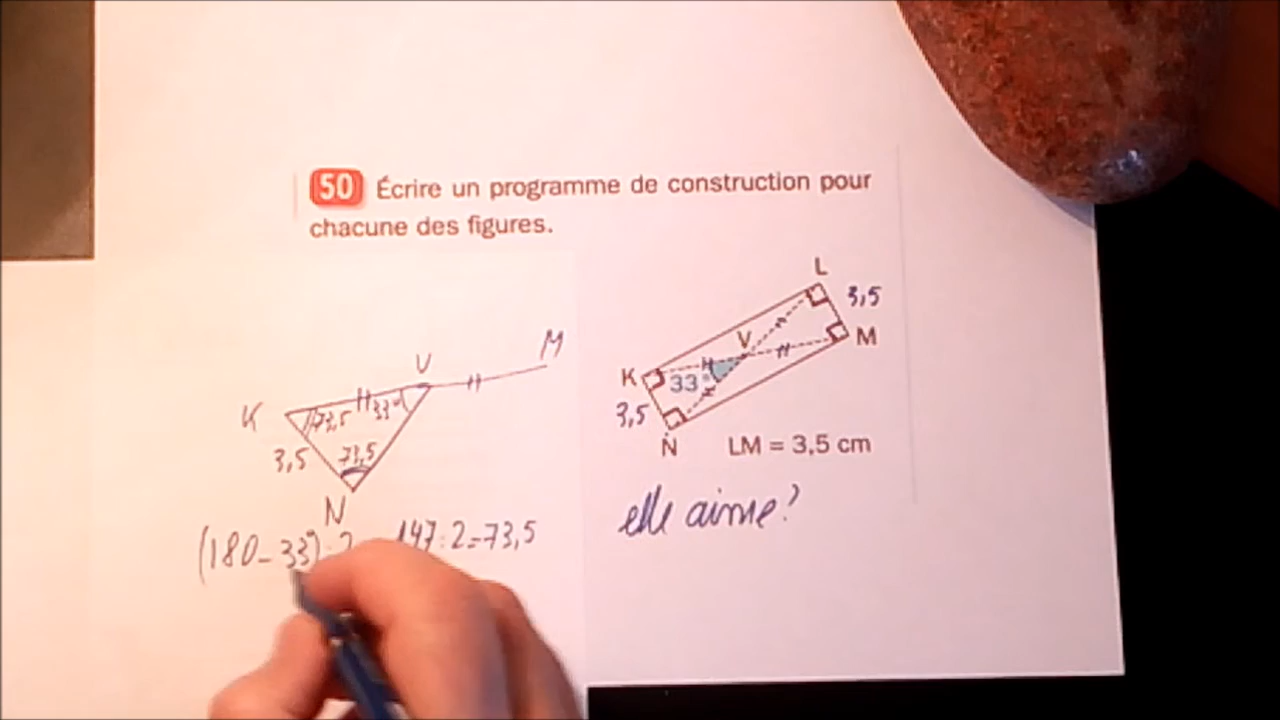 50 Écrire un programme de construction pour
chacune des figures.
K V M
73,5 33°
3,5 73,5
N
(180-33):2 147:2=73,5
L
3,5
M
V
K 33°
3,5
N LM = 3,5 cm
elle aime?